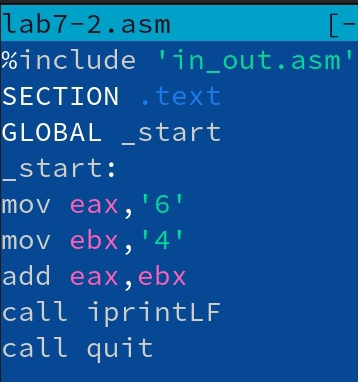 lab7-2.asm [-
%include 'in_out.asm'
SECTION .text
GLOBAL _start
_start:
mov eax,'6'
mov ebx,'4'
add eax,ebx
call iprintLF
call quit